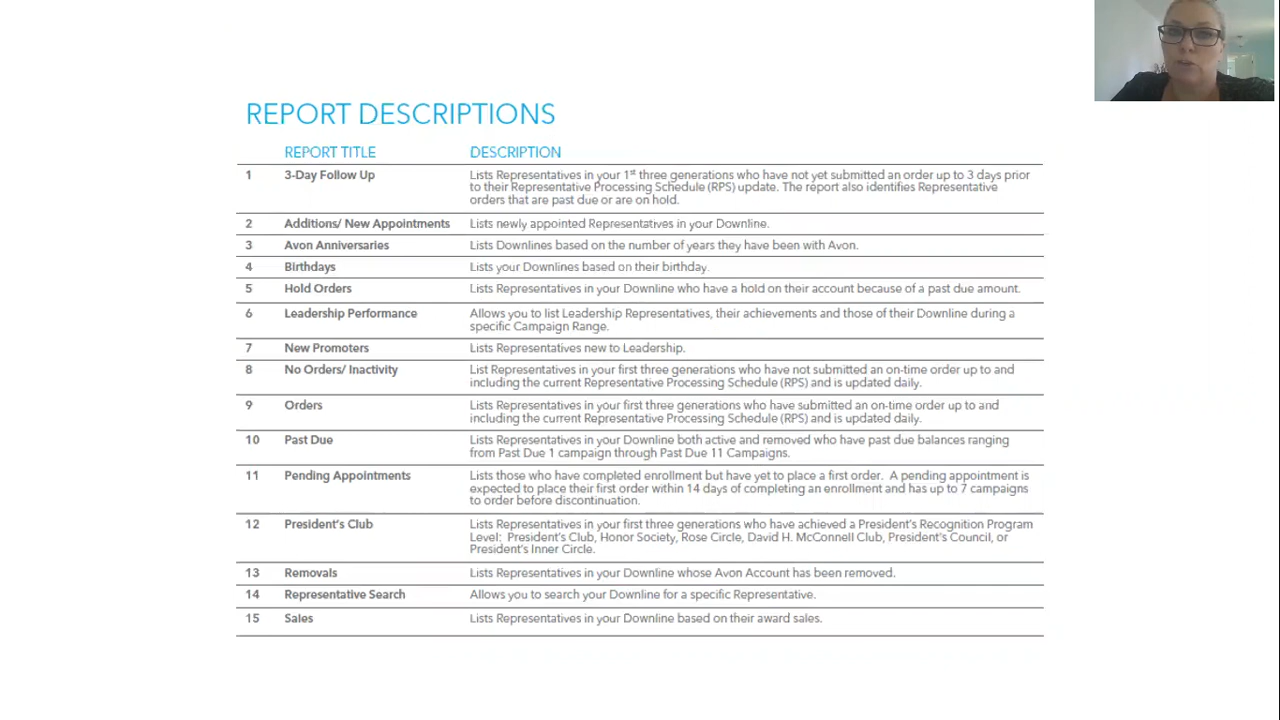 REPORT DESCRIPTIONS
REPORT TITLE DESCRIPTION
1 3-Day Follow Up Lists Representatives in your 1st three generations who have not yet submitted an order up to 3 days prior
to their Representative Processing Schedule (RPS) update. The report also identifies Representative
orders that are past due or are on hold.
2 Additions/ New Appointments Lists newly appointed Representatives in your Downline.
3 Avon Anniversaries Lists Downlines based on the number of years they have been with Avon.
4 Birthdays Lists your Downlines based on their birthday.
5 Hold Orders Lists Representatives in your Downline who have a hold on their account because of a past due amount.
6 Leadership Performance Allows you to list Leadership Representatives, their achievements and those of their Downline during a
specific Campaign Range.
7 New Promoters Lists Representatives new to Leadership.
8 No Orders/ Inactivity List Representatives in your first three generations who have not submitted an on-time order up to and
including the current Representative Processing Schedule (RPS) and is updated daily.
9 Orders Lists Representatives in your first three generations who have submitted an on-time order up to and
including the current Representative Processing Schedule (RPS) and is updated daily.
10 Past Due Lists Representatives in your Downline both active and removed who have past due balances ranging
from Past Due 1 campaign through Past Due 11 Campaigns.
11 Pending Appointments Lists those who have completed enrollment but have yet to place a first order. A pending appointment is
expected to place their first order within 14 days of completing an enrollment and has up to 7 campaigns
to order before discontinuation.
12 President's Club Lists Representatives in your first three generations who have achieved a President's Recognition Program
Level: President's Club, Honor Society, Rose Circle, David H. McConnell Club, President's Council, or
President's Inner Circle.
13 Removals Lists Representatives in your Downline whose Avon Account has been removed.
14 Representative Search Allows you to search your Downline for a specific Representative.
15 Sales Lists Representatives in your Downline based on their award sales.